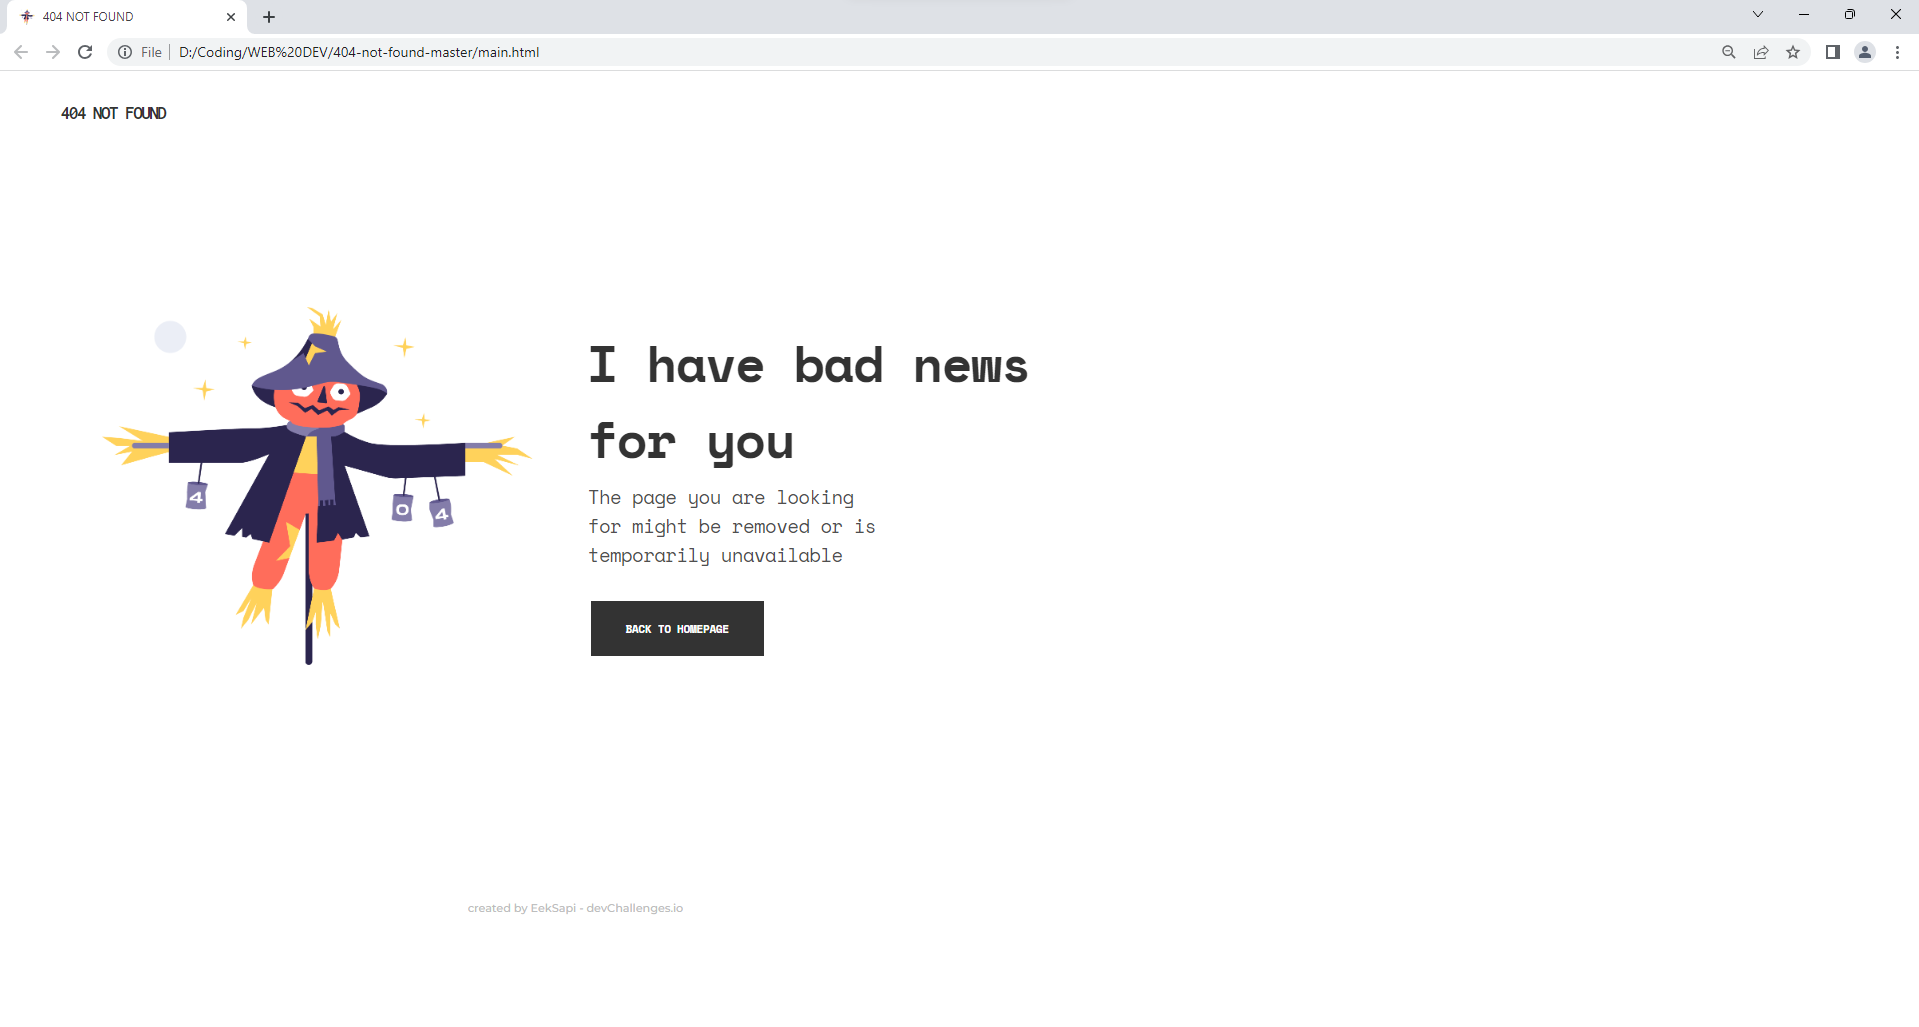 404 NOT FOUND
File D:/Coding/WEB%20DEV/404-not-found-master/main.html
404 NOT FOUND
I have bad news
for you
The page you are looking
for might be removed or is
temporarily unavailable
4
0
4
BACK TO HOMEPAGE
created by EekSapi - devChallenges.io